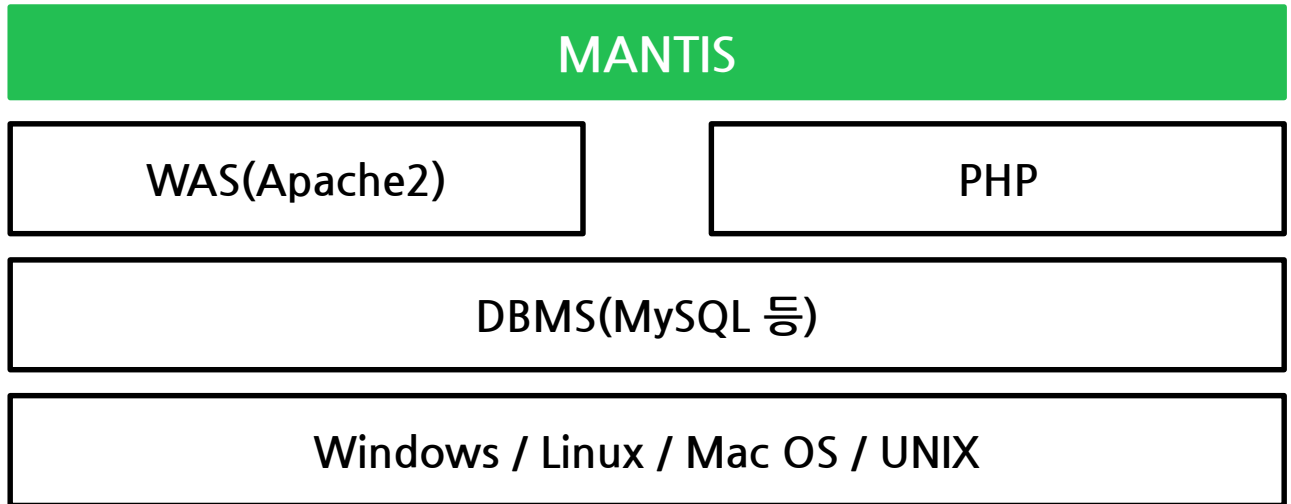 MANTIS
WAS(Apache2)
PHP
DBMS(MySQL 등)
Windows / Linux / Mac OS / UNIX